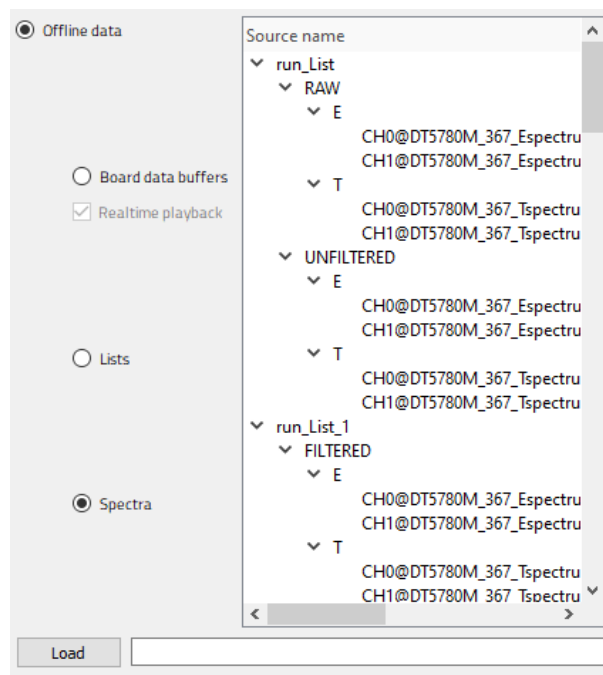 Offline data
Source name
run_List
RAW
E
CH0@DT5780M_367_Espectru
CH1@DT5780M_367_Espectru
Board data buffers
T
Realtime playback
CH0@DT5780M_367_Tspectru
CH1@DT5780M_367_Tspectru
UNFILTERED
E
CH0@DT5780M_367_Espectru
CH1@DT5780M_367_Espectru
Lists
T
CH0@DT5780M_367_Tspectru
CH1@DT5780M_367_Tspectru
run_List_1
FILTERED
E
Spectra
CH0@DT5780M_367_Espectru
CH1@DT5780M_367_Espectru
T
CH0@DT5780M_367_Tspectru
CH1@DT5780M_367_Tspectru
Load